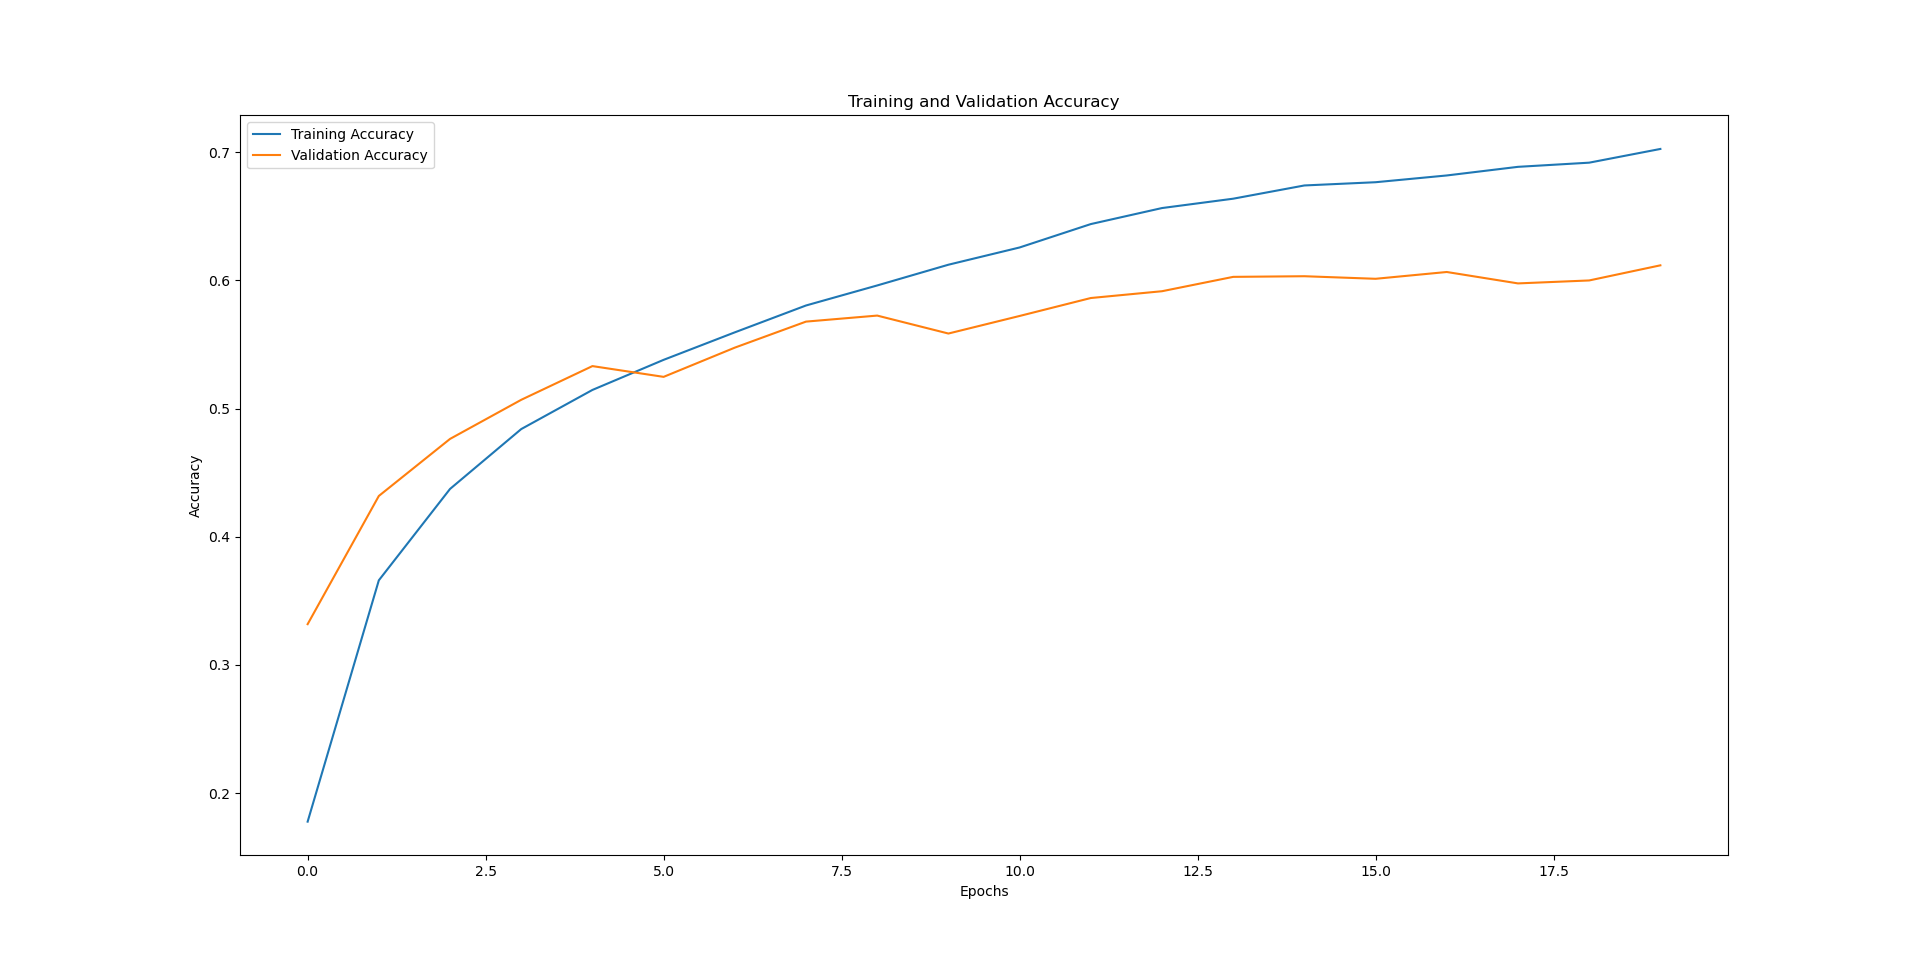 Training and Validation Accuracy
Training Accuracy
Validation Accuracy
0.7
0.6
0.5
0.4
0.3
0.2
Accuracy
0.0 2.5 5.0 7.5 10.0 12.5 15.0 17.5
Epochs